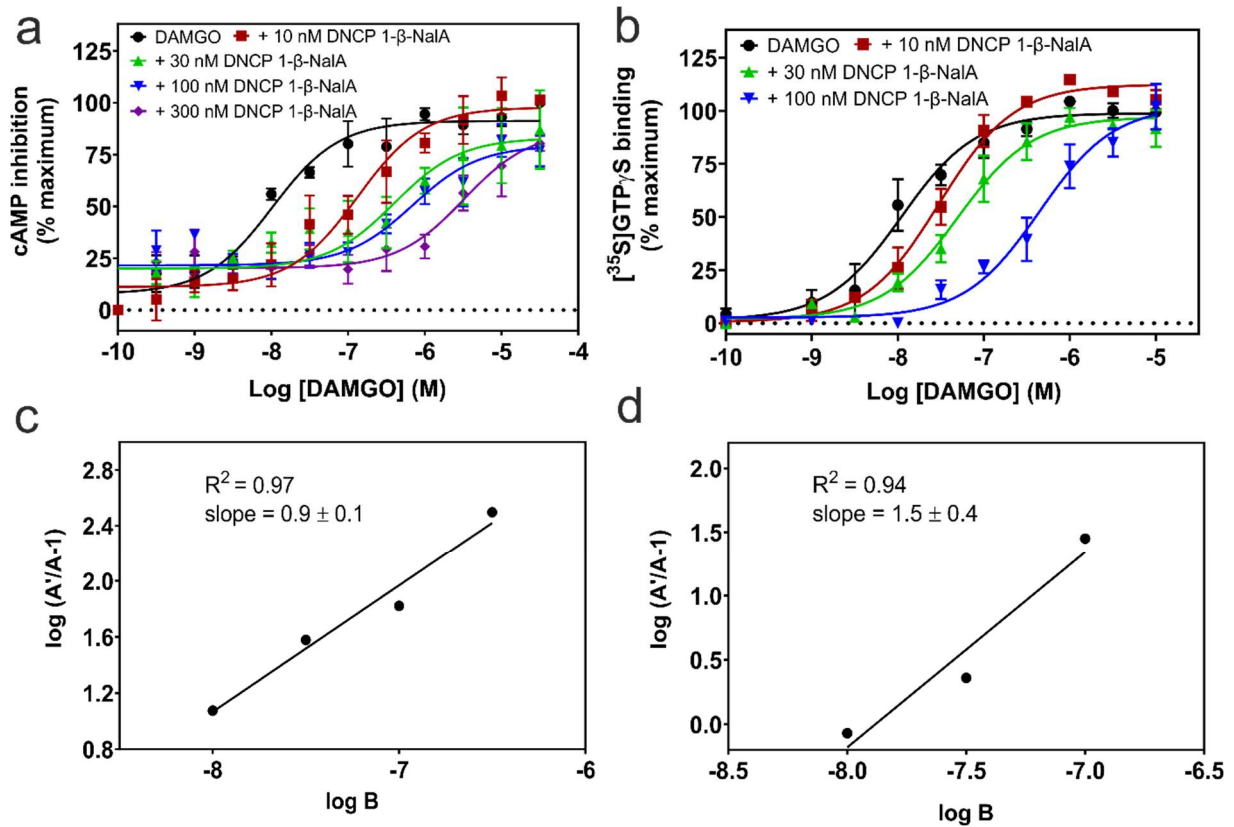 a
DAMGO + 10 nM DNCP 1-β-NalA
+ 30 nM DNCP 1-β-NalA
+ 100 nM DNCP 1-β-NalA
+ 300 nM DNCP 1-β-NalA
cAMP inhibition
(% maximum)
125
100
75
50
25
0
-10 -9 -8 -7 -6 -5 -4
Log [DAMGO] (M)
b
DAMGO + 10 nM DNCP 1-β-NalA
+ 30 nM DNCP 1-β-NalA
+ 100 nM DNCP 1-β-NalA
[³⁵S]GTPγS binding
(% maximum)
125
100
75
50
25
0
-10 -9 -8 -7 -6 -5
Log [DAMGO] (M)
c
R² = 0.97
slope = 0.9 ± 0.1
log (A'/A-1)
2.8
2.4
2.0
1.6
1.2
0.8
-8 -7 -6
log B
d
R² = 0.94
slope = 1.5 ± 0.4
log (A'/A-1)
2.0
1.5
1.0
0.5
0.0
-8.5 -8.0 -7.5 -7.0 -6.5
log B